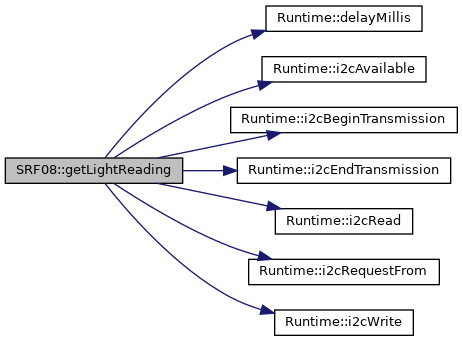 Runtime::delayMillis
Runtime::i2cAvailable
Runtime::i2cBeginTransmission
SRF08::getLightReading
Runtime::i2cEndTransmission
Runtime::i2cRead
Runtime::i2cRequestFrom
Runtime::i2cWrite